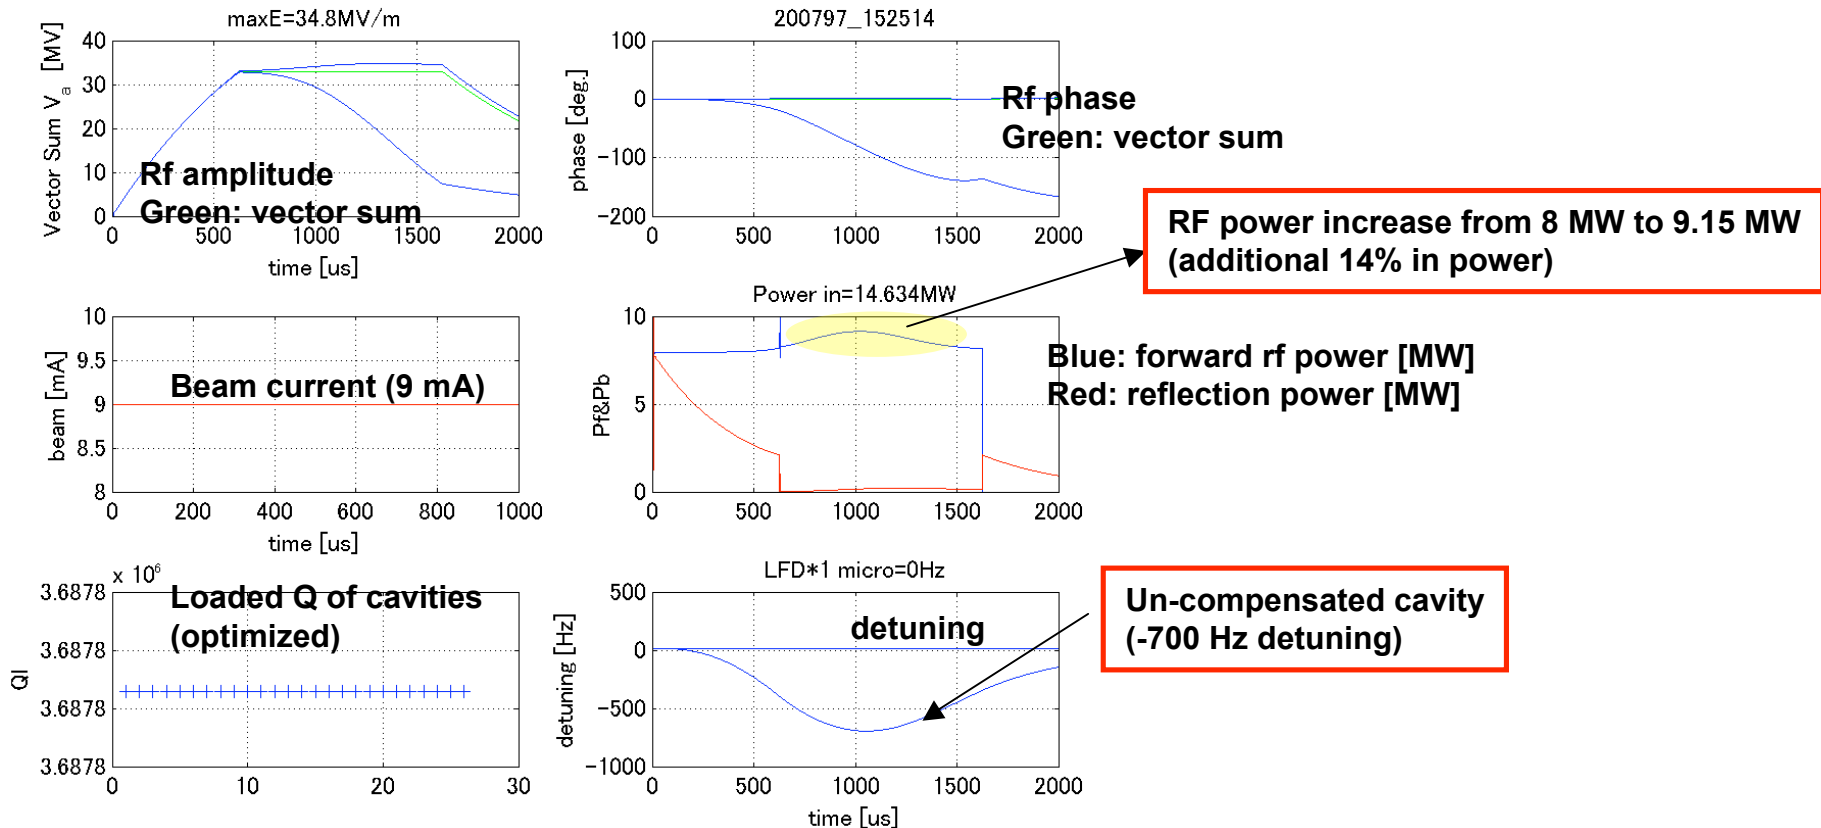 maxE=34.8MV/m
Vector Sum V_a [MV]
40
30
20
10
0
0 500 1000 1500 2000
time [us]
Rf amplitude
Green: vector sum
200797_152514
phase [deg.]
100
0
-100
-200
0 500 1000 1500 2000
Rf phase
Green: vector sum
RF power increase from 8 MW to 9.15 MW
(additional 14% in power)
beam [mA]
10
9.5
9
8.5
8
0 200 400 600 800 1000
time [us]
Beam current (9 mA)
Power in=14.634MW
Pf&Pb
10
5
0
0 500 1000 1500 2000
Blue: forward rf power [MW]
Red: reflection power [MW]
x 10^6
Ql
3.6878
3.6878
3.6878
3.6878
0 10 20 30
Loaded Q of cavities
(optimized)
LFD*1 micro=0Hz
detuning [Hz]
500
0
-500
-1000
0 500 1000 1500 2000
time [us]
detuning
Un-compensated cavity
(-700 Hz detuning)